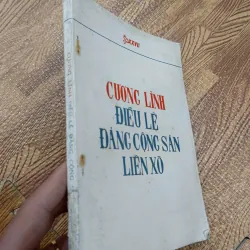 CƯƠNG LĨNH
ĐIỀU LỆ
ĐẢNG CỘNG SẢN
LIÊN XÔ